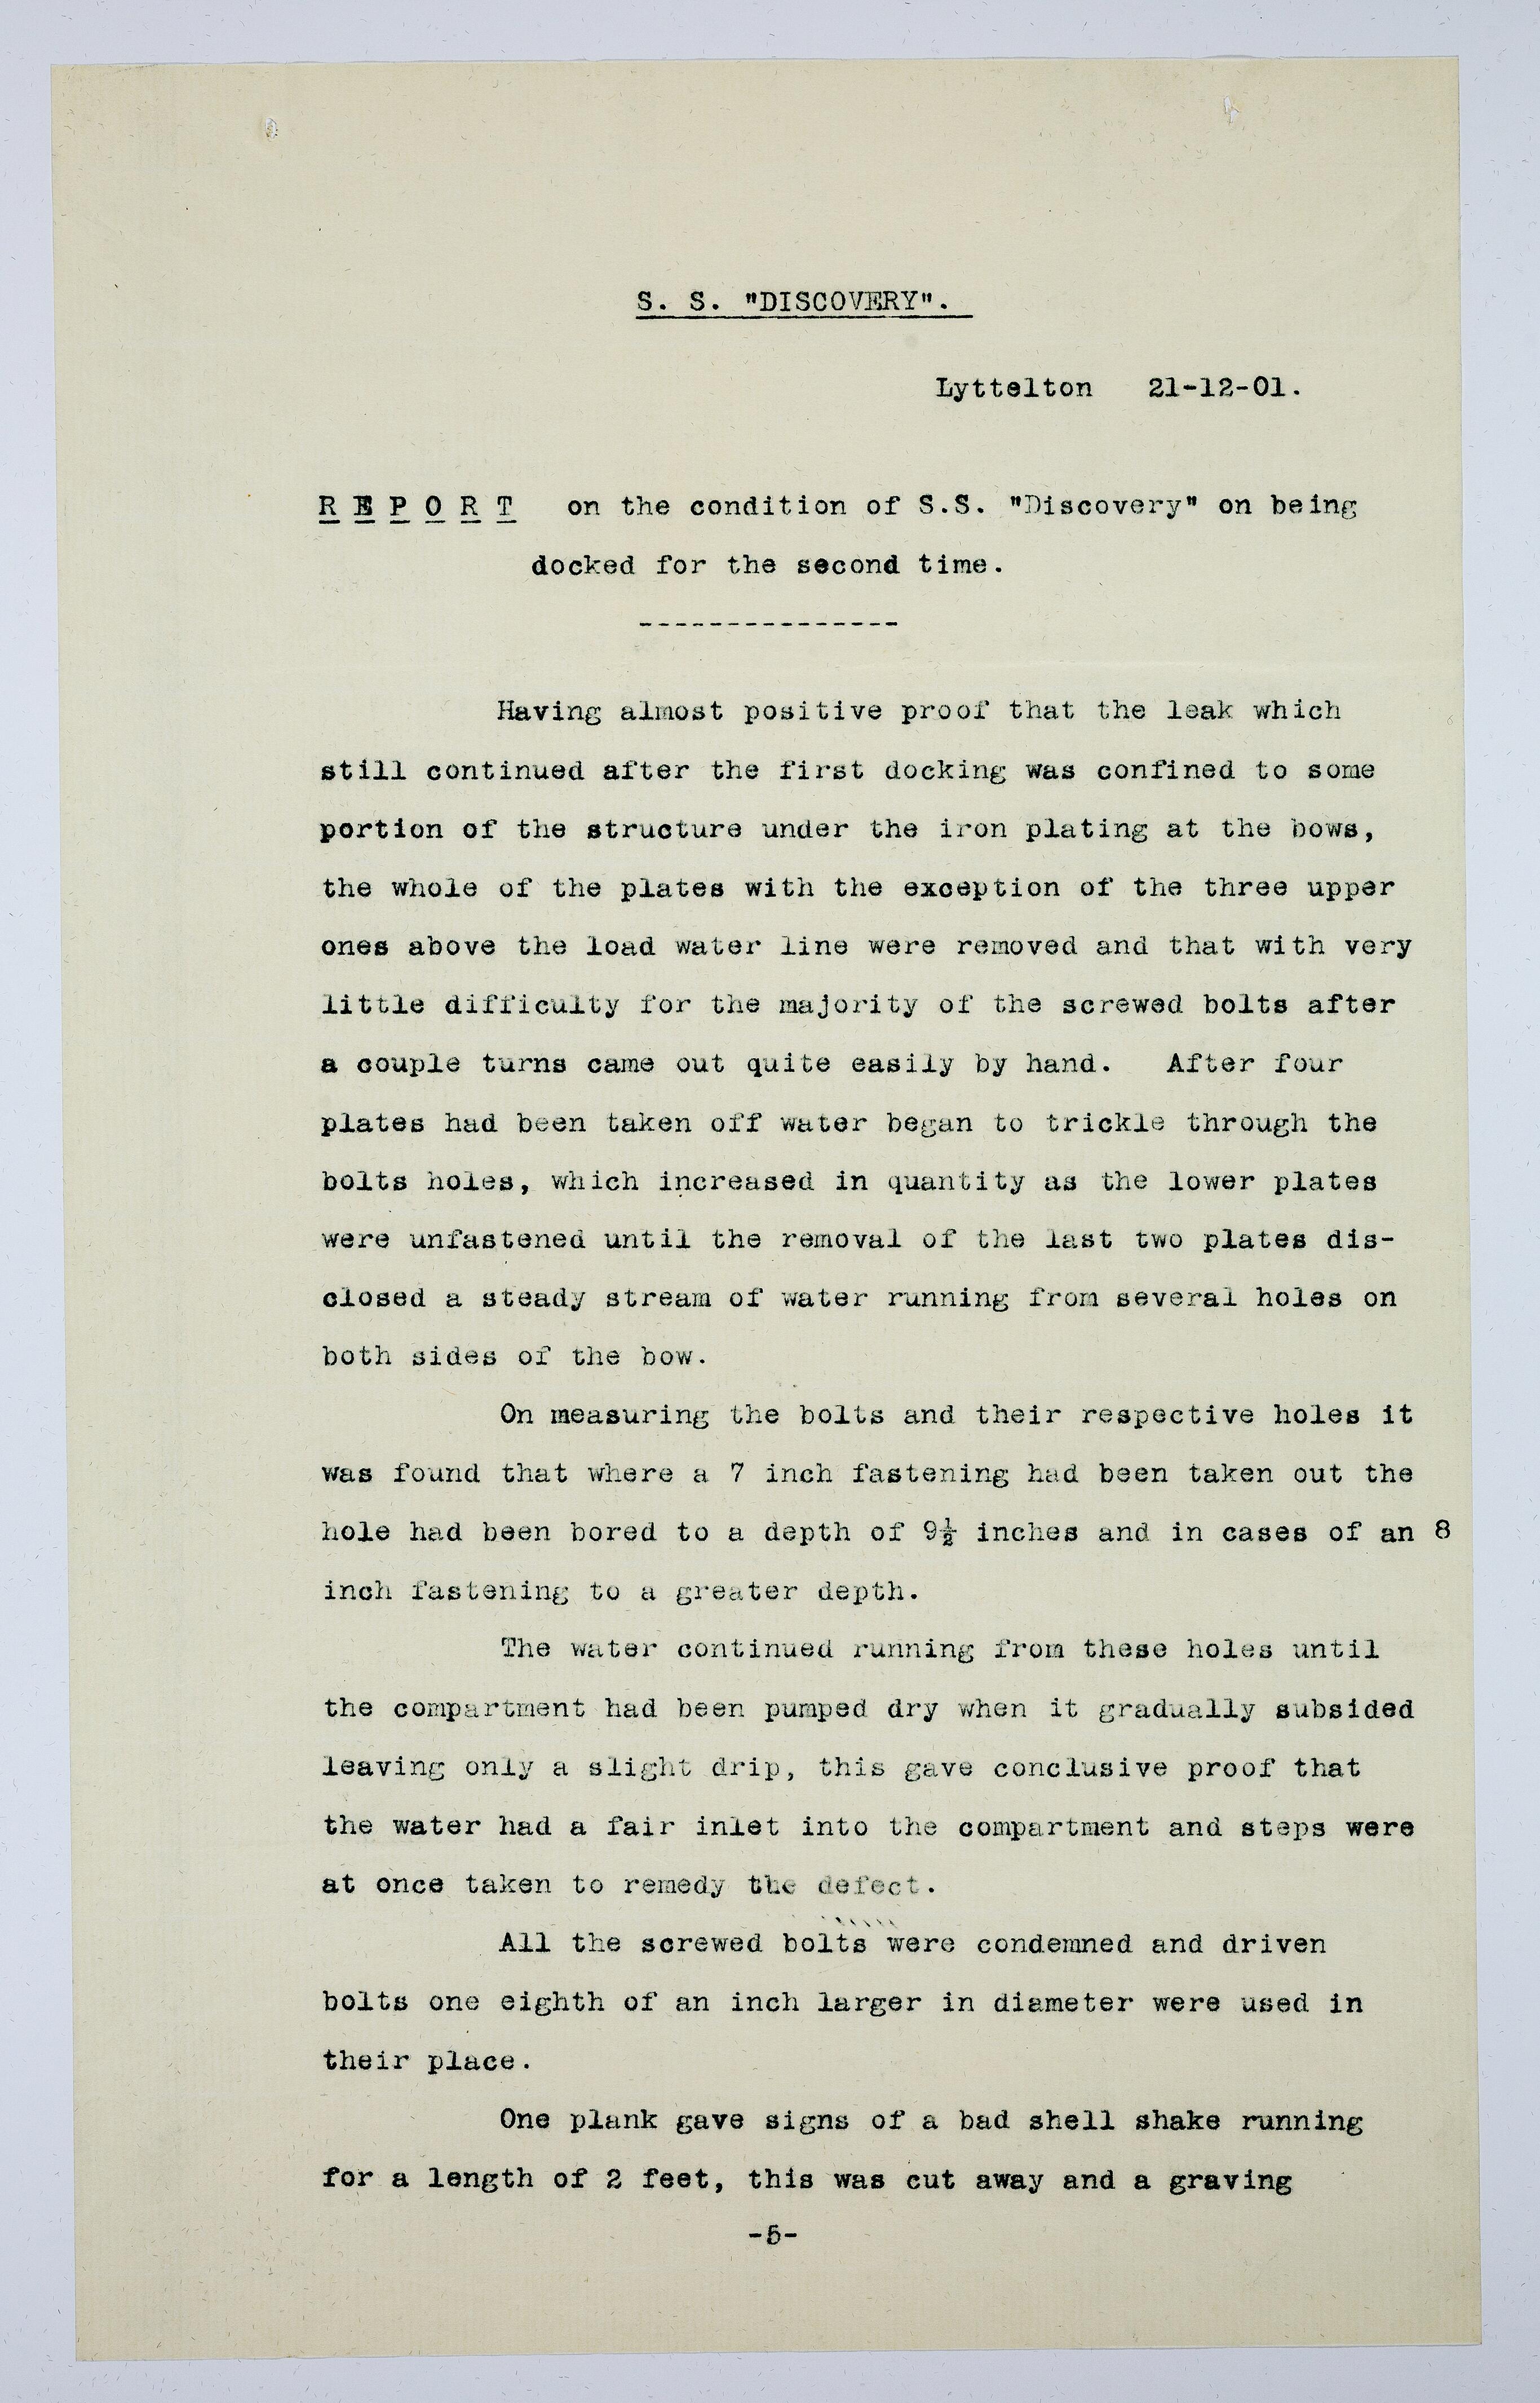 S. S. "DISCOVERY".
Lyttelton 21-12-01.
R E P O R T on the condition of S.S. "Discovery" on being
docked for the second time.
---------------
Having almost positive proof that the leak which
still continued after the first docking was confined to some
portion of the structure under the iron plating at the bows,
the whole of the plates with the exception of the three upper
ones above the load water line were removed and that with very
little difficulty for the majority of the screwed bolts after
a couple turns came out quite easily by hand. After four
plates had been taken off water began to trickle through the
bolts holes, which increased in quantity as the lower plates
were unfastened until the removal of the last two plates dis-
closed a steady stream of water running from several holes on
both sides of the bow.
On measuring the bolts and their respective holes it
was found that where a 7 inch fastening had been taken out the
hole had been bored to a depth of 9½ inches and in cases of an 8
inch fastening to a greater depth.
The water continued running from these holes until
the compartment had been pumped dry when it gradually subsided
leaving only a slight drip, this gave conclusive proof that
the water had a fair inlet into the compartment and steps were
at once taken to remedy the defect.
All the screwed bolts were condemned and driven
bolts one eighth of an inch larger in diameter were used in
their place.
One plank gave signs of a bad shell shake running
for a length of 2 feet, this was cut away and a graving
-5-